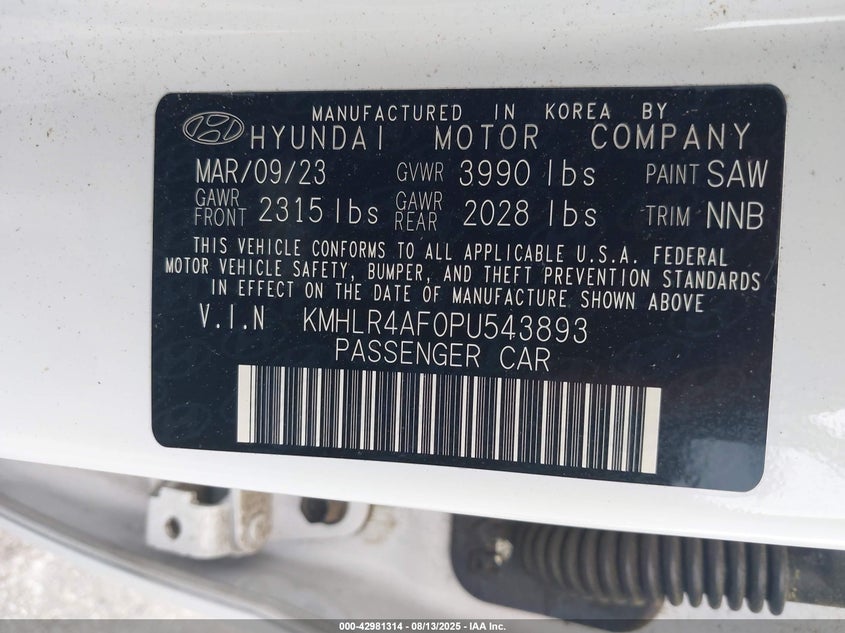 MANUFACTURED IN KOREA BY
HYUNDAI MOTOR COMPANY
MAR/09/23 GVWR 3990 lbs PAINT SAW
GAWR FRONT 2315 lbs GAWR REAR 2028 lbs TRIM NNB
THIS VEHICLE CONFORMS TO ALL APPLICABLE U.S.A. FEDERAL
MOTOR VEHICLE SAFETY, BUMPER, AND THEFT PREVENTION STANDARDS
IN EFFECT ON THE DATE OF MANUFACTURE SHOWN ABOVE
V.I.N KMHLR4AF0PU543893
PASSENGER CAR
000-42981314 - 08/13/2025 - IAA Inc.